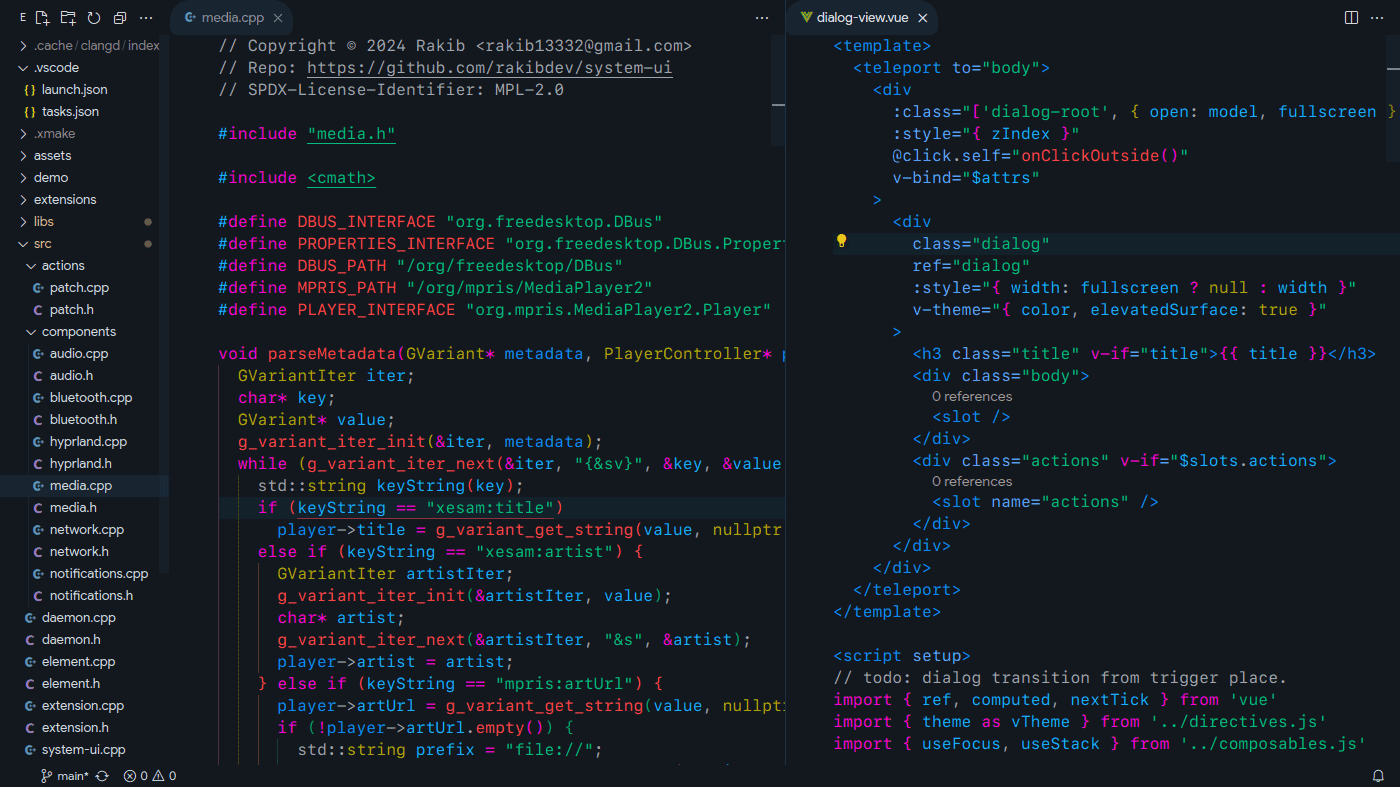 E
.cache / clangd / index
.vscode
{} launch.json
{} tasks.json
.xmake
assets
demo
extensions
libs
src
actions
patch.cpp
patch.h
components
audio.cpp
audio.h
bluetooth.cpp
bluetooth.h
hyprland.cpp
hyprland.h
media.cpp
media.h
network.cpp
network.h
notifications.cpp
notifications.h
daemon.cpp
daemon.h
element.cpp
element.h
extension.cpp
extension.h
system-ui.cpp
main*
0
0
media.cpp
// Copyright © 2024 Rakib <rakib13332@gmail.com>
// Repo: https://github.com/rakibdev/system-ui
// SPDX-License-Identifier: MPL-2.0
#include "media.h"
#include <cmath>
#define DBUS_INTERFACE "org.freedesktop.DBus"
#define PROPERTIES_INTERFACE "org.freedesktop.DBus.Propert
#define DBUS_PATH "/org/freedesktop/DBus"
#define MPRIS_PATH "/org/mpris/MediaPlayer2"
#define PLAYER_INTERFACE "org.mpris.MediaPlayer2.Player"
void parseMetadata(GVariant* metadata, PlayerController* p
GVariantIter iter;
char* key;
GVariant* value;
g_variant_iter_init(&iter, metadata);
while (g_variant_iter_next(&iter, "{&sv}", &key, &value
std::string keyString(key);
if (keyString == "xesam:title")
player->title = g_variant_get_string(value, nullptr
else if (keyString == "xesam:artist") {
GVariantIter artistIter;
g_variant_iter_init(&artistIter, value);
char* artist;
g_variant_iter_next(&artistIter, "&s", &artist);
player->artist = artist;
} else if (keyString == "mpris:artUrl") {
player->artUrl = g_variant_get_string(value, nullpt
if (!player->artUrl.empty()) {
std::string prefix = "file://";
dialog-view.vue
<template>
<teleport to="body">
<div
:class="['dialog-root', { open: model, fullscreen }
:style="{ zIndex }"
@click.self="onClickOutside()"
v-bind="$attrs"
>
<div
class="dialog"
ref="dialog"
:style="{ width: fullscreen ? null : width }"
v-theme="{ color, elevatedSurface: true }"
>
<h3 class="title" v-if="title">{{ title }}</h3>
<div class="body">
0 references
<slot />
</div>
<div class="actions" v-if="$slots.actions">
0 references
<slot name="actions" />
</div>
</div>
</div>
</teleport>
</template>
<script setup>
// todo: dialog transition from trigger place.
import { ref, computed, nextTick } from 'vue'
import { theme as vTheme } from '../directives.js'
import { useFocus, useStack } from '../composables.js'